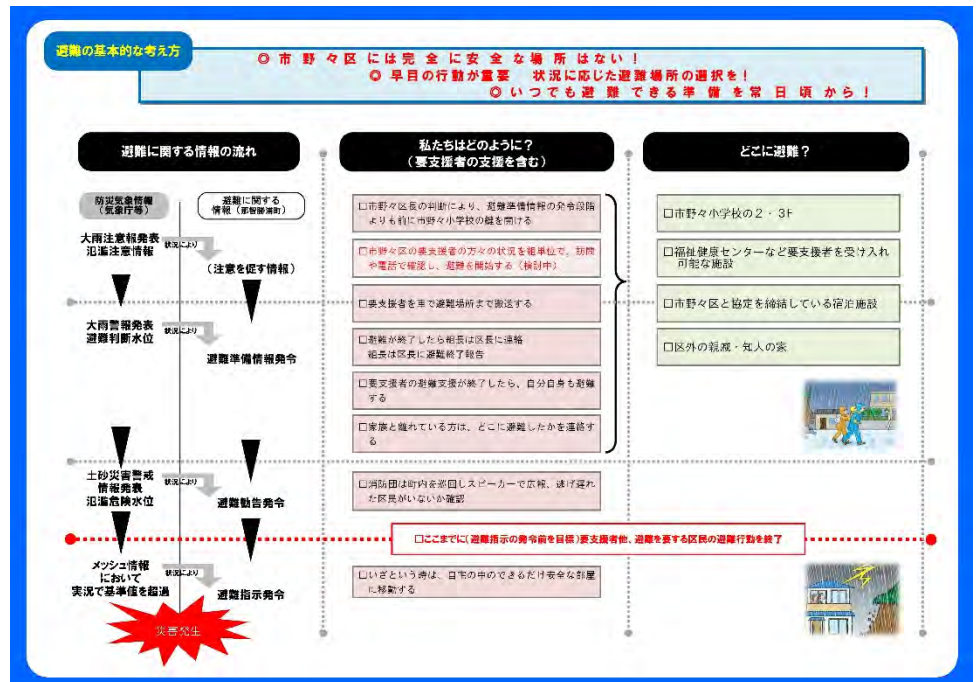 避難の基本的な考え方
◎市野々区には完全に安全な場所はない！
◎早目の行動が重要　状況に応じた避難場所の選択を！
◎いつでも避難できる準備を常日頃から！
避難に関する情報の流れ
防災気象情報
（気象庁等）
避難に関する
情報（那智勝浦町）
大雨注意報発表
氾濫注意情報
状況により
（注意を促す情報）
大雨警報発表
避難判断水位
状況により
避難準備情報発令
土砂災害警戒
情報発表
氾濫危険水位
状況により
避難勧告発令
メッシュ情報
において
実況で基準値を超過
状況により
避難指示発令
災害発生
私たちはどのように？
（要支援者の支援を含む）
□市野々区長の判断により、避難準備情報の発令段階
よりも前に市野々小学校の鍵を開ける
□市野々区の要支援者の方々の状況を組単位で、訪問
や電話で確認し、避難を開始する（検討中）
□要支援者を車で避難場所まで搬送する
□避難が終了したら組長は区長に連絡
組長は区長に避難終了報告
□要支援者の避難支援が終了したら、自分自身も避難
する
□家族と離れている方は、どこに避難したかを連絡す
る
□消防団は町内を巡回しスピーカーで広報、逃げ遅れ
た区民がいないか確認
□ここまでに（避難指示の発令前を目標）要支援者他、避難を要する区民の避難行動を終了
□いざという時は、自宅の中のできるだけ安全な部屋
に移動する
どこに避難？
□市野々小学校の２・３F
□福祉健康センターなど要支援者を受け入れ
可能な施設
□市野々区と協定を締結している宿泊施設
□区外の親戚・知人の家